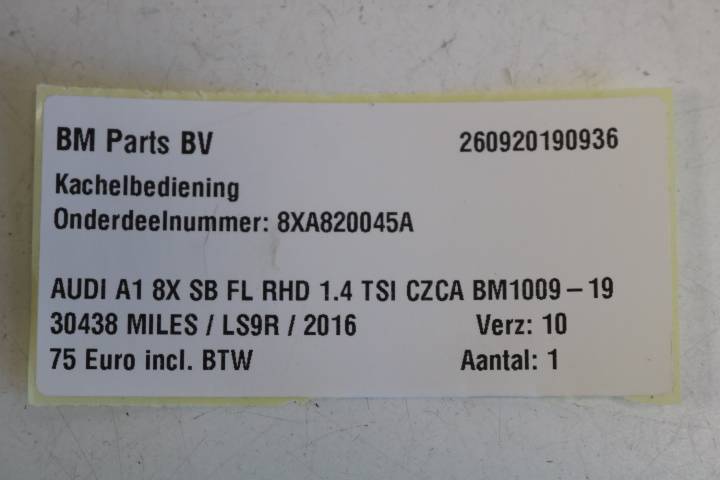 BM Parts BV 260920190936
Kachelbediening
Onderdeelnummer: 8XA820045A
AUDI A1 8X SB FL RHD 1.4 TSI CZCA BM1009 – 19
30438 MILES / LS9R / 2016 Verz: 10
75 Euro incl. BTW Aantal: 1